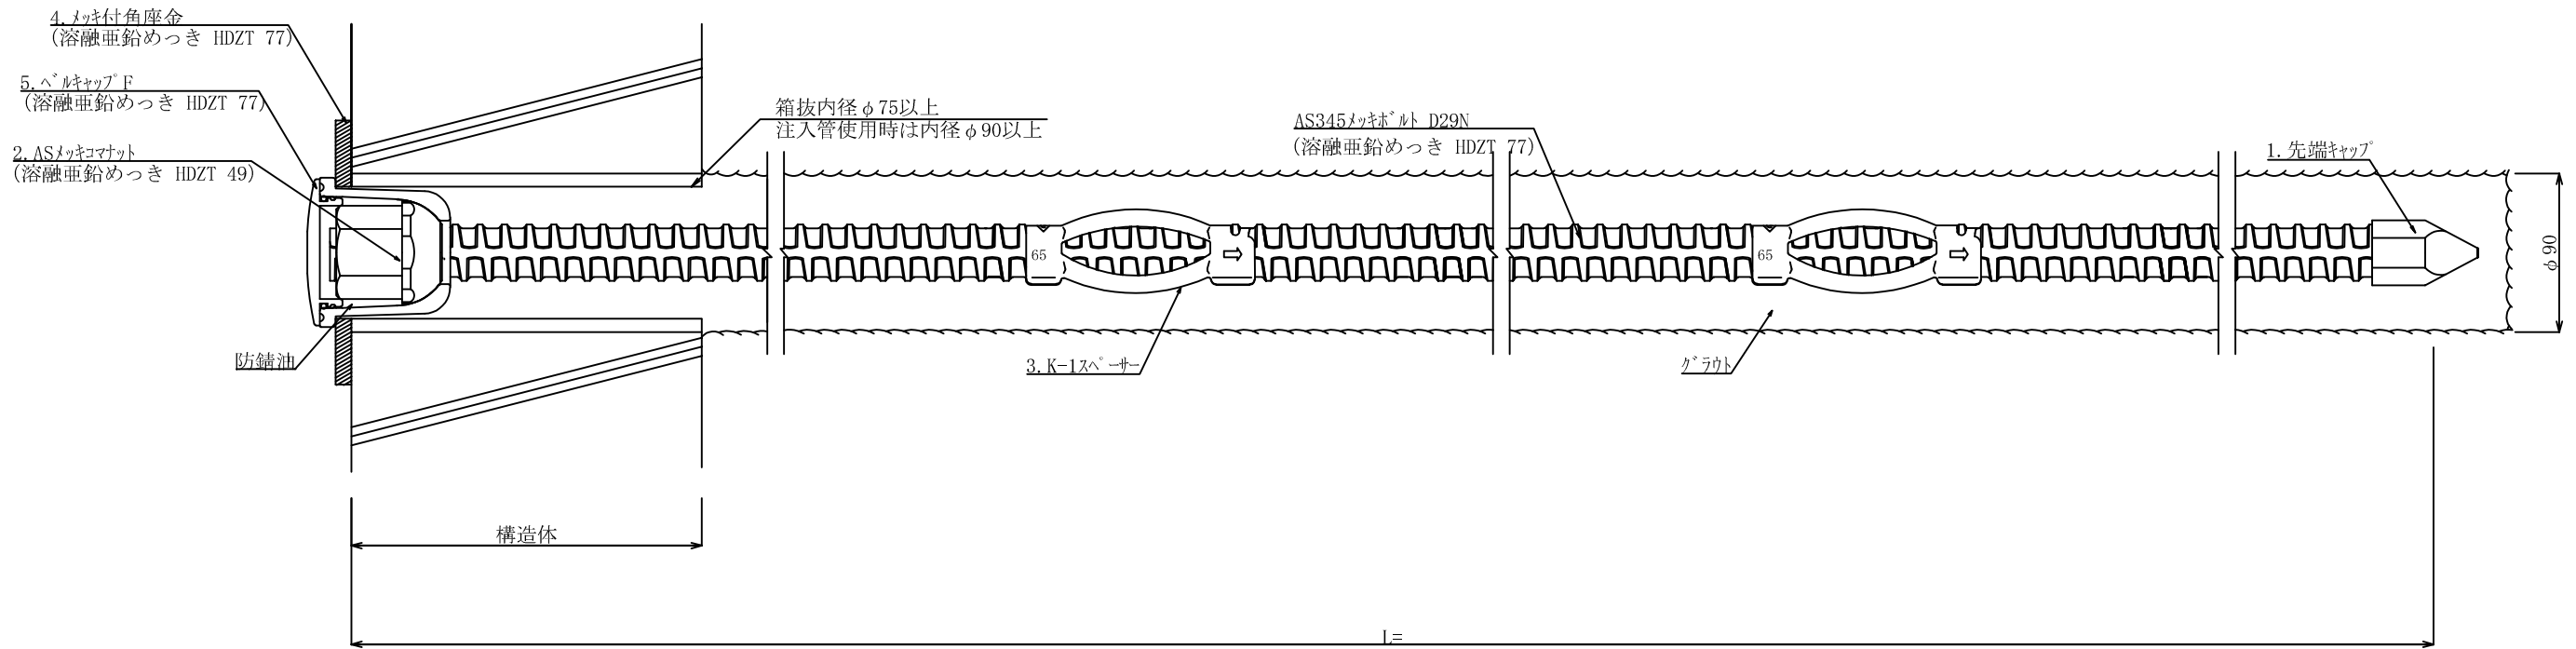 4.メッキ付角座金
(溶融亜鉛めっき HDZT 77)
5.ベルキャップF
(溶融亜鉛めっき HDZT 77)
2.ASメッキコマナット
(溶融亜鉛めっき HDZT 49)
箱抜内径φ75以上
注入管使用時は内径φ90以上
AS345メッキボルト D29N
(溶融亜鉛めっき HDZT 77)
1.先端キャップ
65
65
φ90
防錆油
3.K-1スペーサー
グラウト
構造体
L=